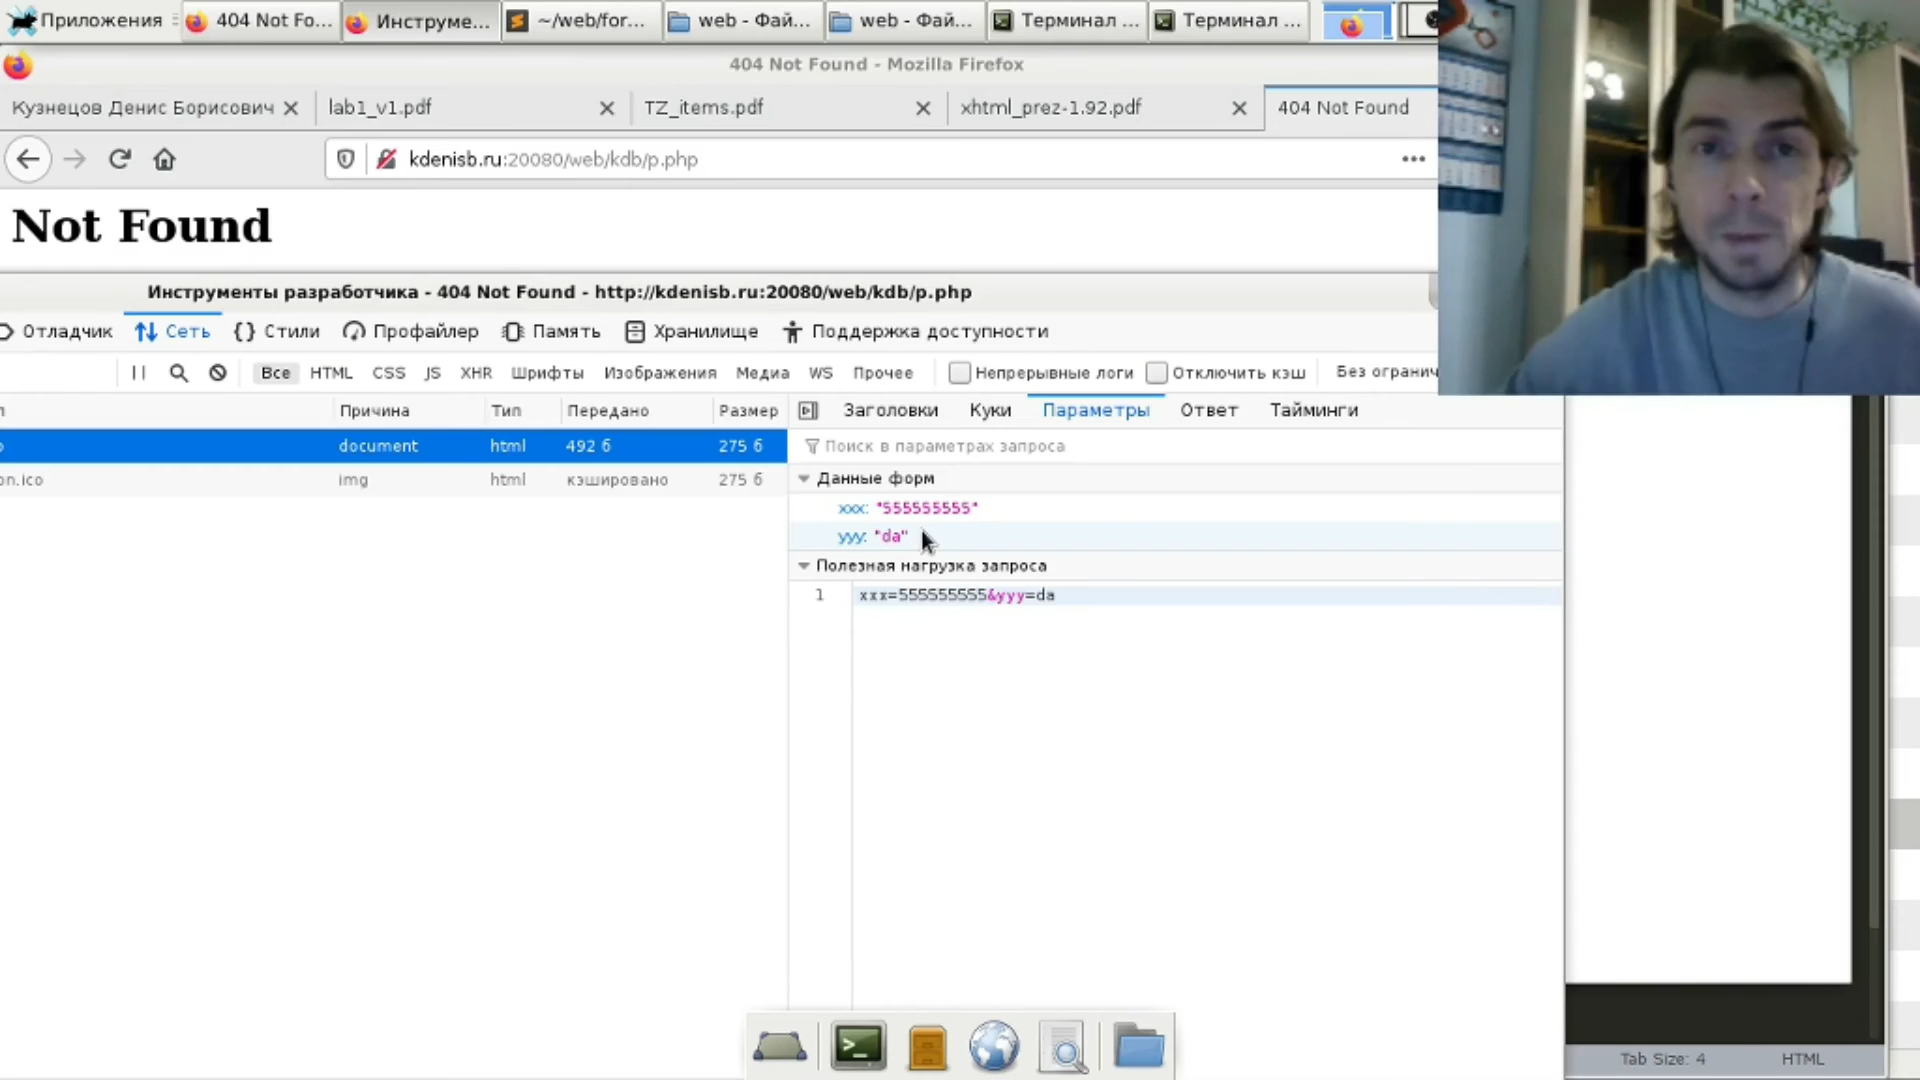 Приложения
404 Not Fo...
Инструме...
~/web/for...
web - Фай...
web - Фай...
Терминал ...
Терминал ...
404 Not Found - Mozilla Firefox
Кузнецов Денис Борисович
lab1_v1.pdf
TZ_items.pdf
xhtml_prez-1.92.pdf
404 Not Found
kdenisb.ru:20080/web/kdb/p.php
Not Found
Инструменты разработчика - 404 Not Found - http://kdenisb.ru:20080/web/kdb/p.php
Отладчик
Сеть
{} Стили
Профайлер
Память
Хранилище
Поддержка доступности
Все
HTML
CSS
JS
XHR
Шрифты
Изображения
Медиа
WS
Прочее
Непрерывные логи
Отключить кэш
Без огранич
Причина
Тип
Передано
Размер
document
html
492 б
275 б
on.ico
img
html
кэшировано
275 б
Заголовки
Куки
Параметры
Ответ
Тайминги
Поиск в параметрах запроса
Данные форм
xxx: "555555555"
yyy: "da"
Полезная нагрузка запроса
1 xxx=555555555&yyy=da
Tab Size: 4
HTML